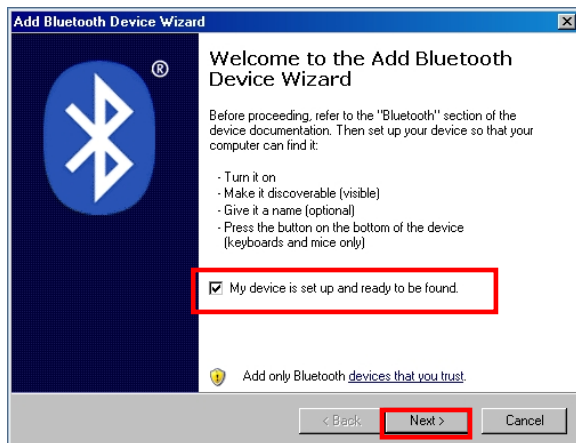 Add Bluetooth Device Wizard
®
Welcome to the Add Bluetooth
Device Wizard
Before proceeding, refer to the "Bluetooth" section of the
device documentation. Then set up your device so that your
computer can find it:
- Turn it on
- Make it discoverable (visible)
- Give it a name (optional)
- Press the button on the bottom of the device
(keyboards and mice only)
My device is set up and ready to be found.
Add only Bluetooth devices that you trust.
< Back Next > Cancel